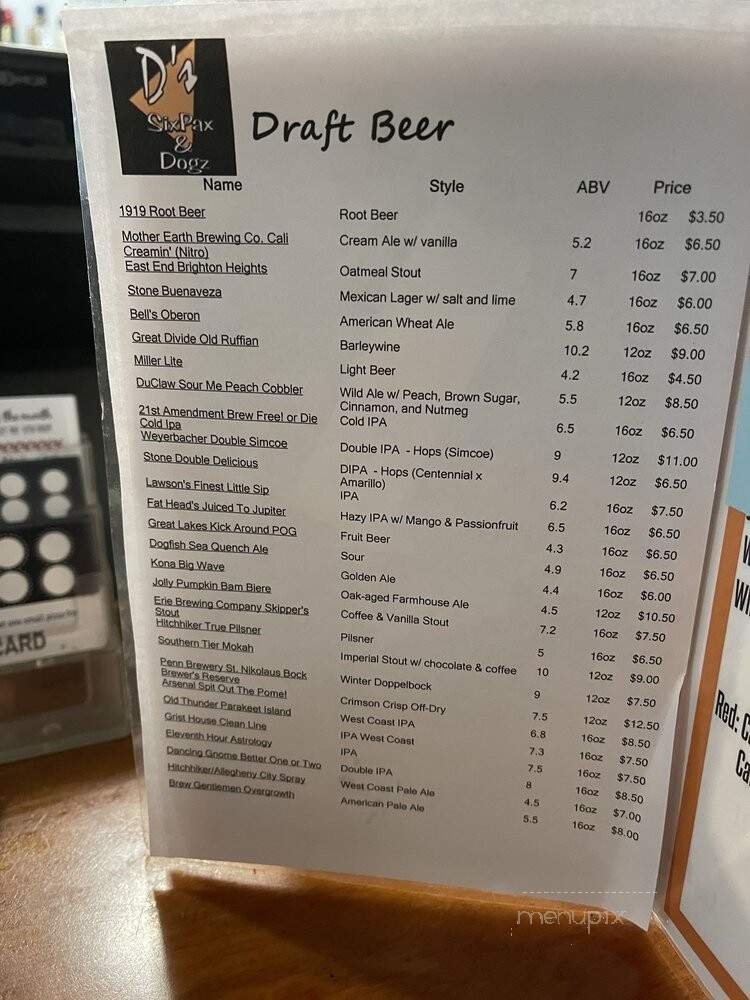 D's
SixPax
&
Dogz
Draft Beer
Name Style ABV Price
1919 Root Beer Root Beer 16oz $3.50
Mother Earth Brewing Co. Cali Cream Ale w/ vanilla 5.2 16oz $6.50
Creamin' (Nitro)
East End Brighton Heights Oatmeal Stout 7 16oz $7.00
Stone Buenaveza Mexican Lager w/ salt and lime 4.7 16oz $6.00
Bell's Oberon American Wheat Ale 5.8 16oz $6.50
Great Divide Old Ruffian Barleywine 10.2 12oz $9.00
Miller Lite Light Beer 4.2 16oz $4.50
DuClaw Sour Me Peach Cobbler Wild Ale w/ Peach, Brown Sugar, 5.5 12oz $8.50
Cinnamon, and Nutmeg
21st Amendment Brew Free! or Die Cold IPA 6.5 16oz $6.50
Cold Ipa
Weyerbacher Double Simcoe Double IPA - Hops (Simcoe) 9 12oz $11.00
Stone Double Delicious DIPA - Hops (Centennial x 9.4 12oz $6.50
Amarillo)
Lawson's Finest Little Sip IPA 6.2 16oz $7.50
Fat Head's Juiced To Jupiter Hazy IPA w/ Mango & Passionfruit 6.5 16oz $6.50
Great Lakes Kick Around POG Fruit Beer 4.3 16oz $6.50
Dogfish Sea Quench Ale Sour 4.9 16oz $6.50
Kona Big Wave Golden Ale 4.4 16oz $6.00
Jolly Pumpkin Bam Biere Oak-aged Farmhouse Ale 4.5 12oz $10.50
Erie Brewing Company Skipper's Coffee & Vanilla Stout 7.2 16oz $7.50
Stout
Hitchhiker True Pilsner Pilsner 5 16oz $6.50
Southern Tier Mokah Imperial Stout w/ chocolate & coffee 10 12oz $9.00
Penn Brewery St. Nikolaus Bock Winter Doppelbock 9 12oz $7.50
Brewer's Reserve
Arsenal Spit Out The Pome! Crimson Crisp Off-Dry 7.5 12oz $12.50
Old Thunder Parakeet Island West Coast IPA 6.8 16oz $8.50
Grist House Clean Line IPA West Coast 7.3 16oz $7.50
Eleventh Hour Astrology IPA 7.5 16oz $7.50
Dancing Gnome Better One or Two Double IPA 8 16oz $8.50
Hitchhiker/Allegheny City Spray West Coast Pale Ale 4.5 16oz $7.00
Brew Gentlemen Overgrowth American Pale Ale 5.5 16oz $8.00
Red:
CARD
menupix